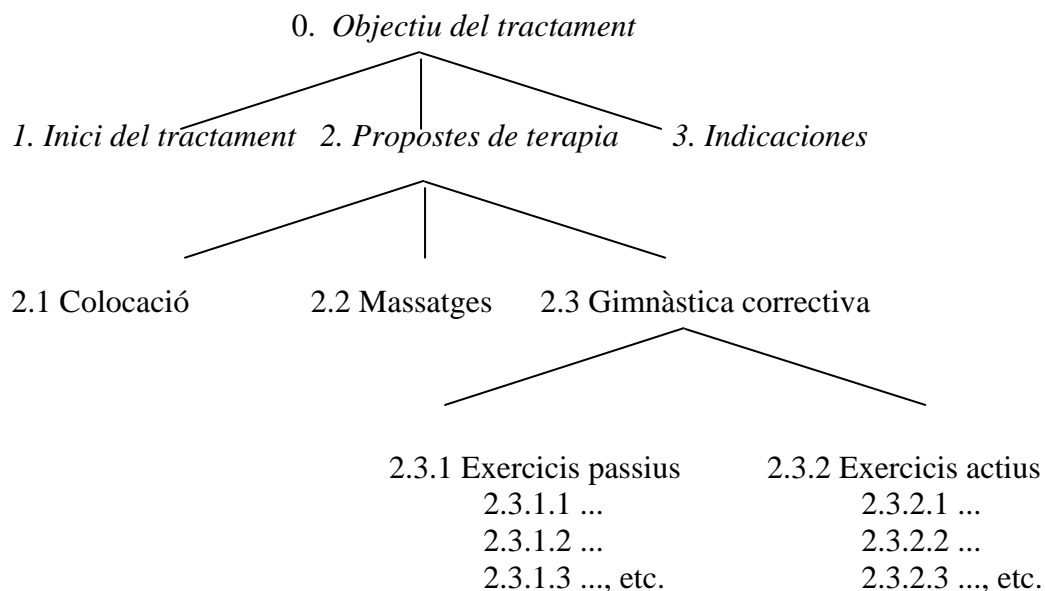 0. Objectiu del tractament
1. Inici del tractament 2. Propostes de terapia 3. Indicaciones
2.1 Colocació 2.2 Massatges 2.3 Gimnàstica correctiva
2.3.1 Exercicis passius 2.3.2 Exercicis actius
2.3.1.1 ... 2.3.2.1 ...
2.3.1.2 ... 2.3.2.2 ...
2.3.1.3 ..., etc. 2.3.2.3 ..., etc.